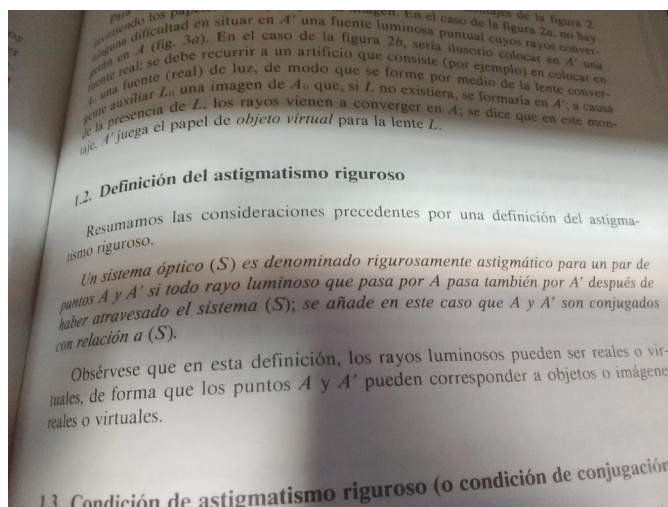 Para
invirtiendo los imagen. En el caso de la figura 2a, no hay
ninguna dificultad en situar en A' una fuente luminosa puntual cuyos rayos conver-
gerán en A (fig. 3a). En el caso de la figura 2b, sería ilusorio colocar en A' una
fuente real; se debe recurrir a un artificio que consiste (por ejemplo) en colocar en
una fuente (real) de luz, de modo que se forme por medio de la lente conver-
gente auxiliar L₀ una imagen de A₀ que, si L no existiera, se formaría en A'; a causa
de la presencia de L, los rayos vienen a converger en A; se dice que en este mon-
taje, A' juega el papel de objeto virtual para la lente L.
1.2. Definición del astigmatismo riguroso
Resumamos las consideraciones precedentes por una definición del astigma-
tismo riguroso.
Un sistema óptico (S) es denominado rigurosamente astigmático para un par de
puntos A y A' si todo rayo luminoso que pasa por A pasa también por A' después de
haber atravesado el sistema (S); se añade en este caso que A y A' son conjugados
con relación a (S).
Obsérvese que en esta definición, los rayos luminosos pueden ser reales o vir-
tuales, de forma que los puntos A y A' pueden corresponder a objetos o imágene
reales o virtuales.
1.3. Condición de astigmatismo riguroso (o condición de conjugación